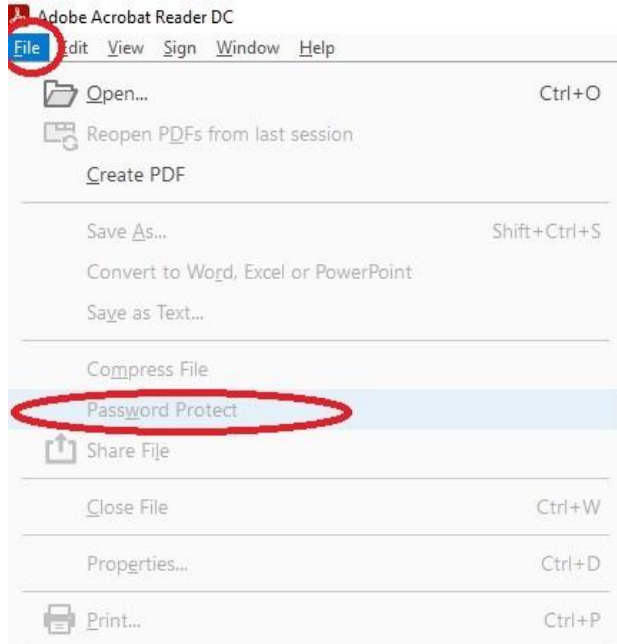 Adobe Acrobat Reader DC
File Edit View Sign Window Help
Open... Ctrl+O
Reopen PDFs from last session
Create PDF
Save As... Shift+Ctrl+S
Convert to Word, Excel or PowerPoint
Save as Text...
Compress File
Password Protect
Share File
Close File Ctrl+W
Properties... Ctrl+D
Print... Ctrl+P